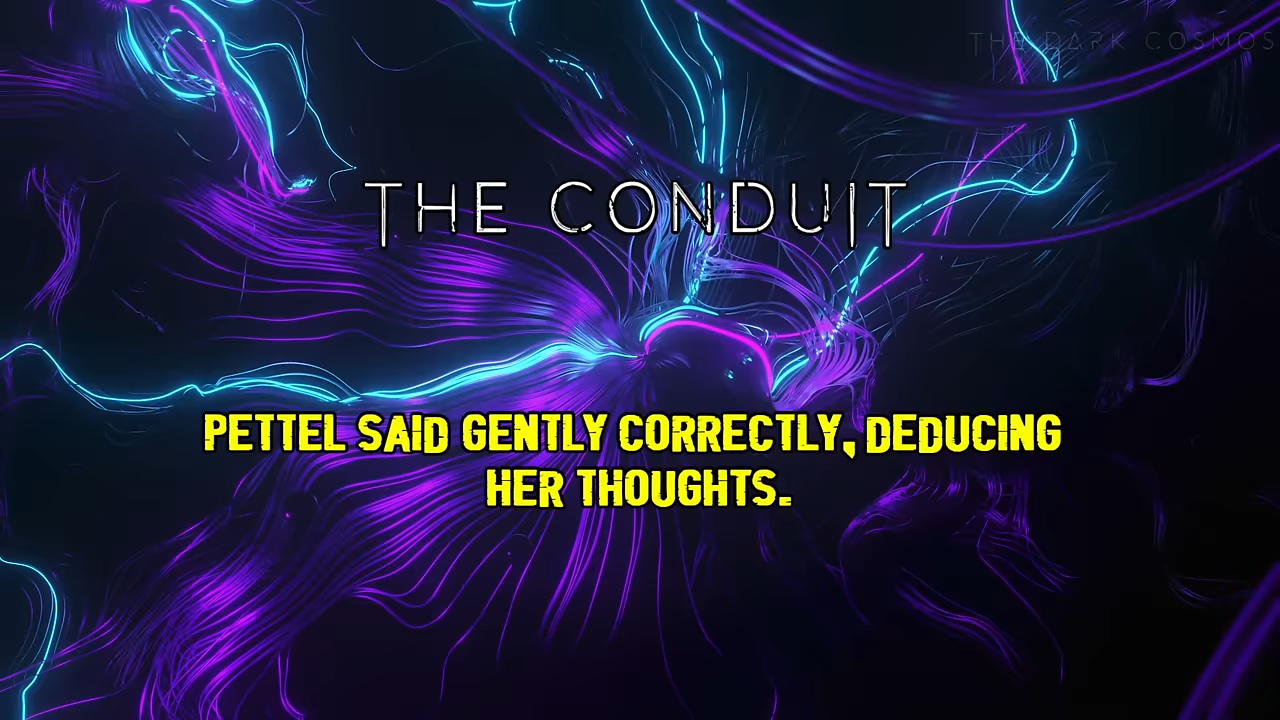 THE DARK COSMOS
THE CONDUIT
PETTEL SAID GENTLY CORRECTLY, DEDUCING
HER THOUGHTS.